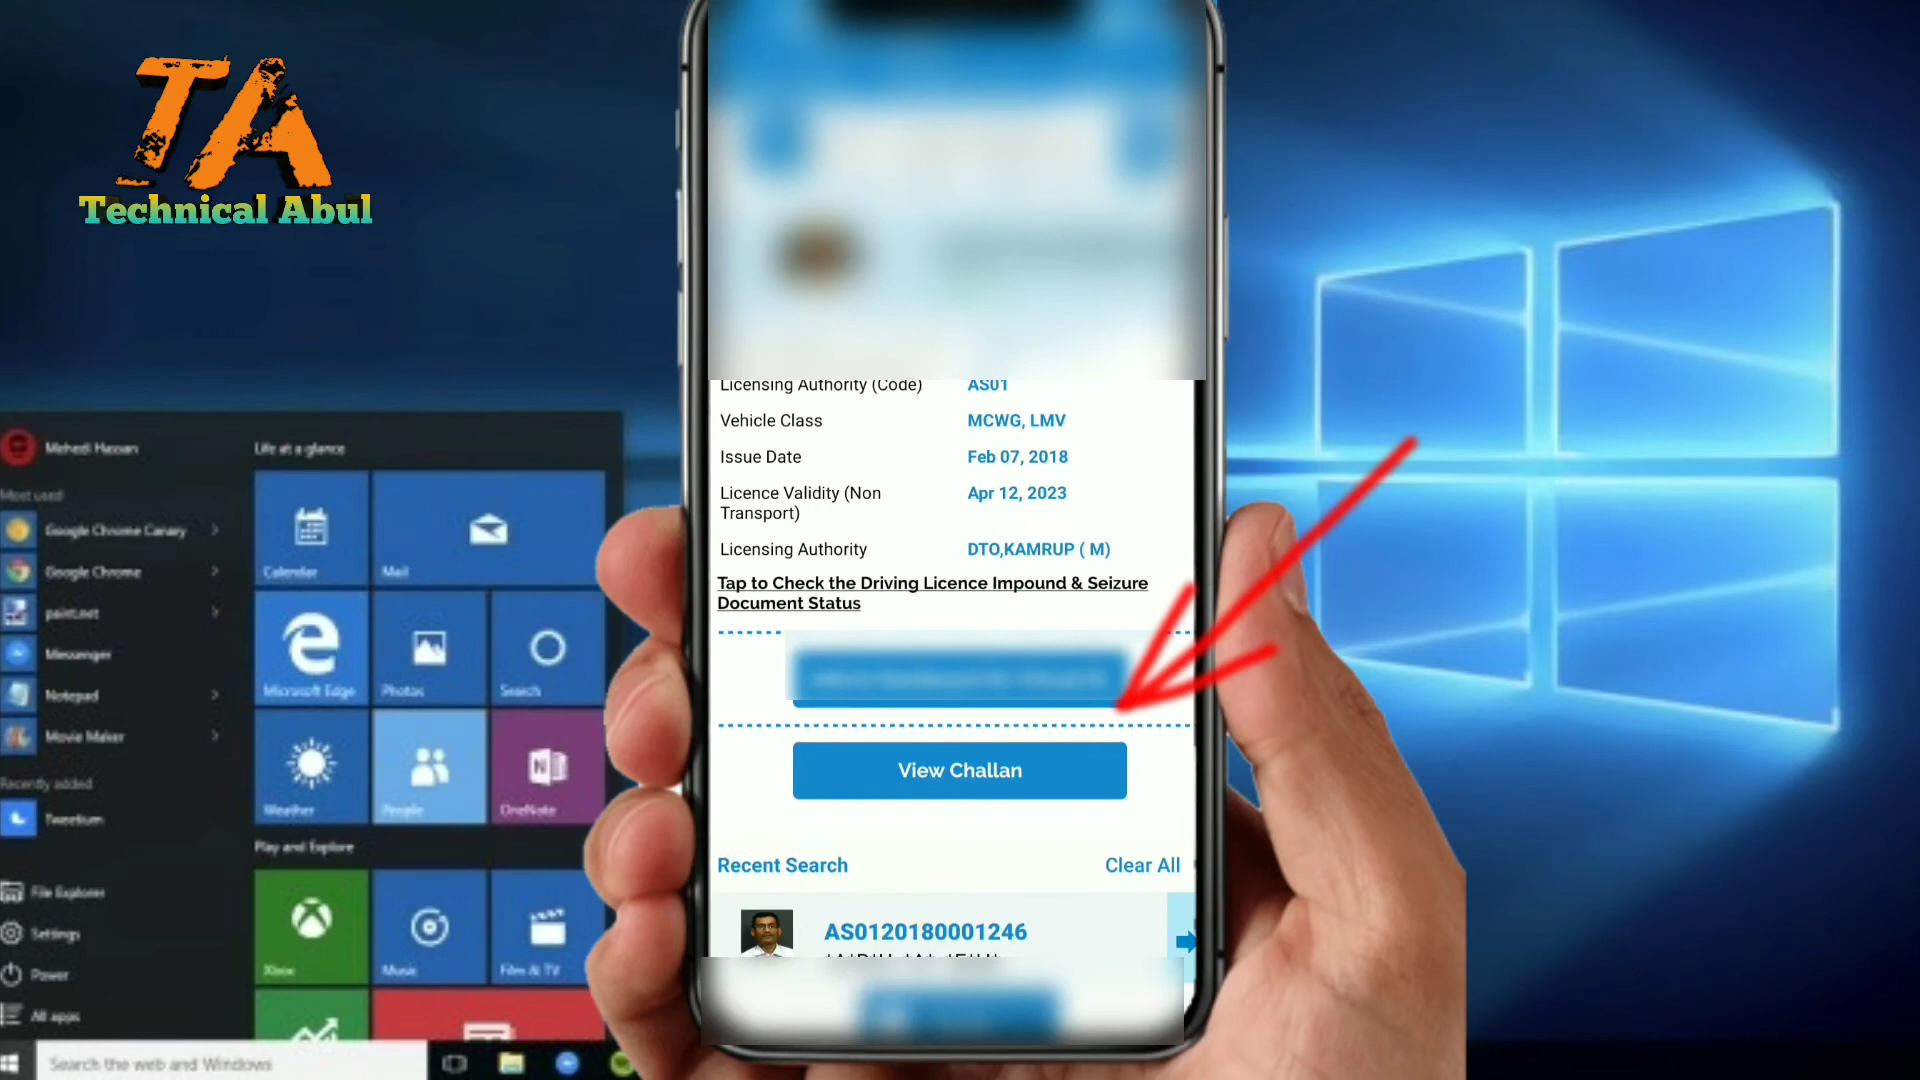 TA
Technical Abul
Licensing Authority (Code) AS01
Vehicle Class MCWG, LMV
Issue Date Feb 07, 2018
Licence Validity (Non Transport) Apr 12, 2023
Licensing Authority DTO,KAMRUP ( M)
Tap to Check the Driving Licence Impound & Seizure
Document Status
View Challan
Recent Search Clear All
AS0120180001246
Mehedi Hassan
Most used
Google Chrome Canary
Google Chrome
paint.net
Messenger
Notepad
Movie Maker
Recently added
Tweetium
File Explorer
Settings
Power
All apps
Search the web and Windows
Life at a glance
Calendar
Mail
Microsoft Edge
Photos
Search
Weather
People
OneNote
Play and Explore
Xbox
Music
Film & TV